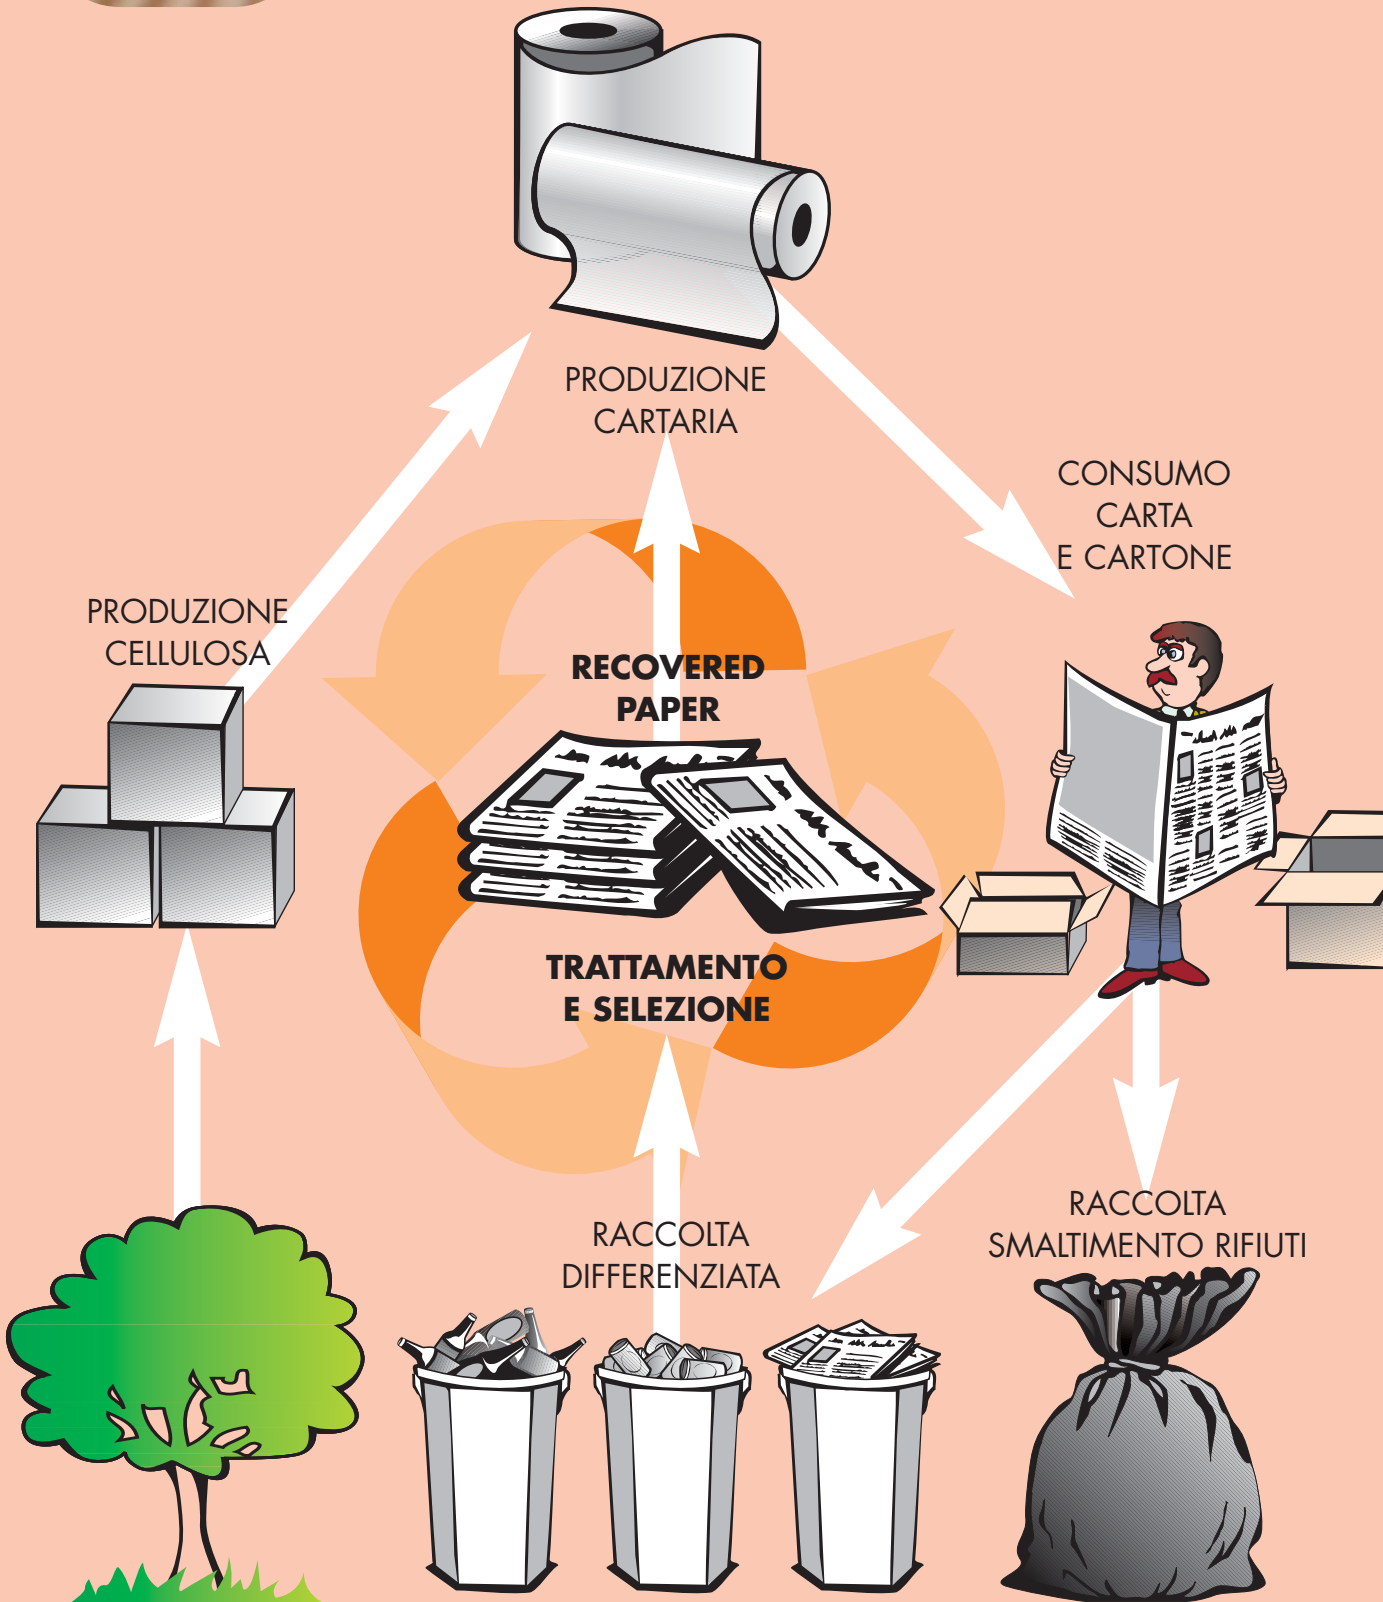 PRODUZIONE
CARTARIA
CONSUMO
CARTA
E CARTONE
PRODUZIONE
CELLULOSA
RECOVERED
PAPER
TRATTAMENTO
E SELEZIONE
RACCOLTA
DIFFERENZIATA
RACCOLTA
SMALTIMENTO RIFIUTI